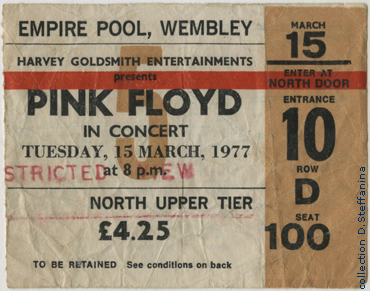 EMPIRE POOL, WEMBLEY
HARVEY GOLDSMITH ENTERTAINMENTS
presents
5
PINK FLOYD
IN CONCERT
TUESDAY, 15 MARCH, 1977
at 8 p.m.
STRICTED VIEW
NORTH UPPER TIER
£4.25
TO BE RETAINED See conditions on back
MARCH
15
ENTER AT
NORTH DOOR
ENTRANCE
10
ROW
D
SEAT
100
collection D. Steffanina